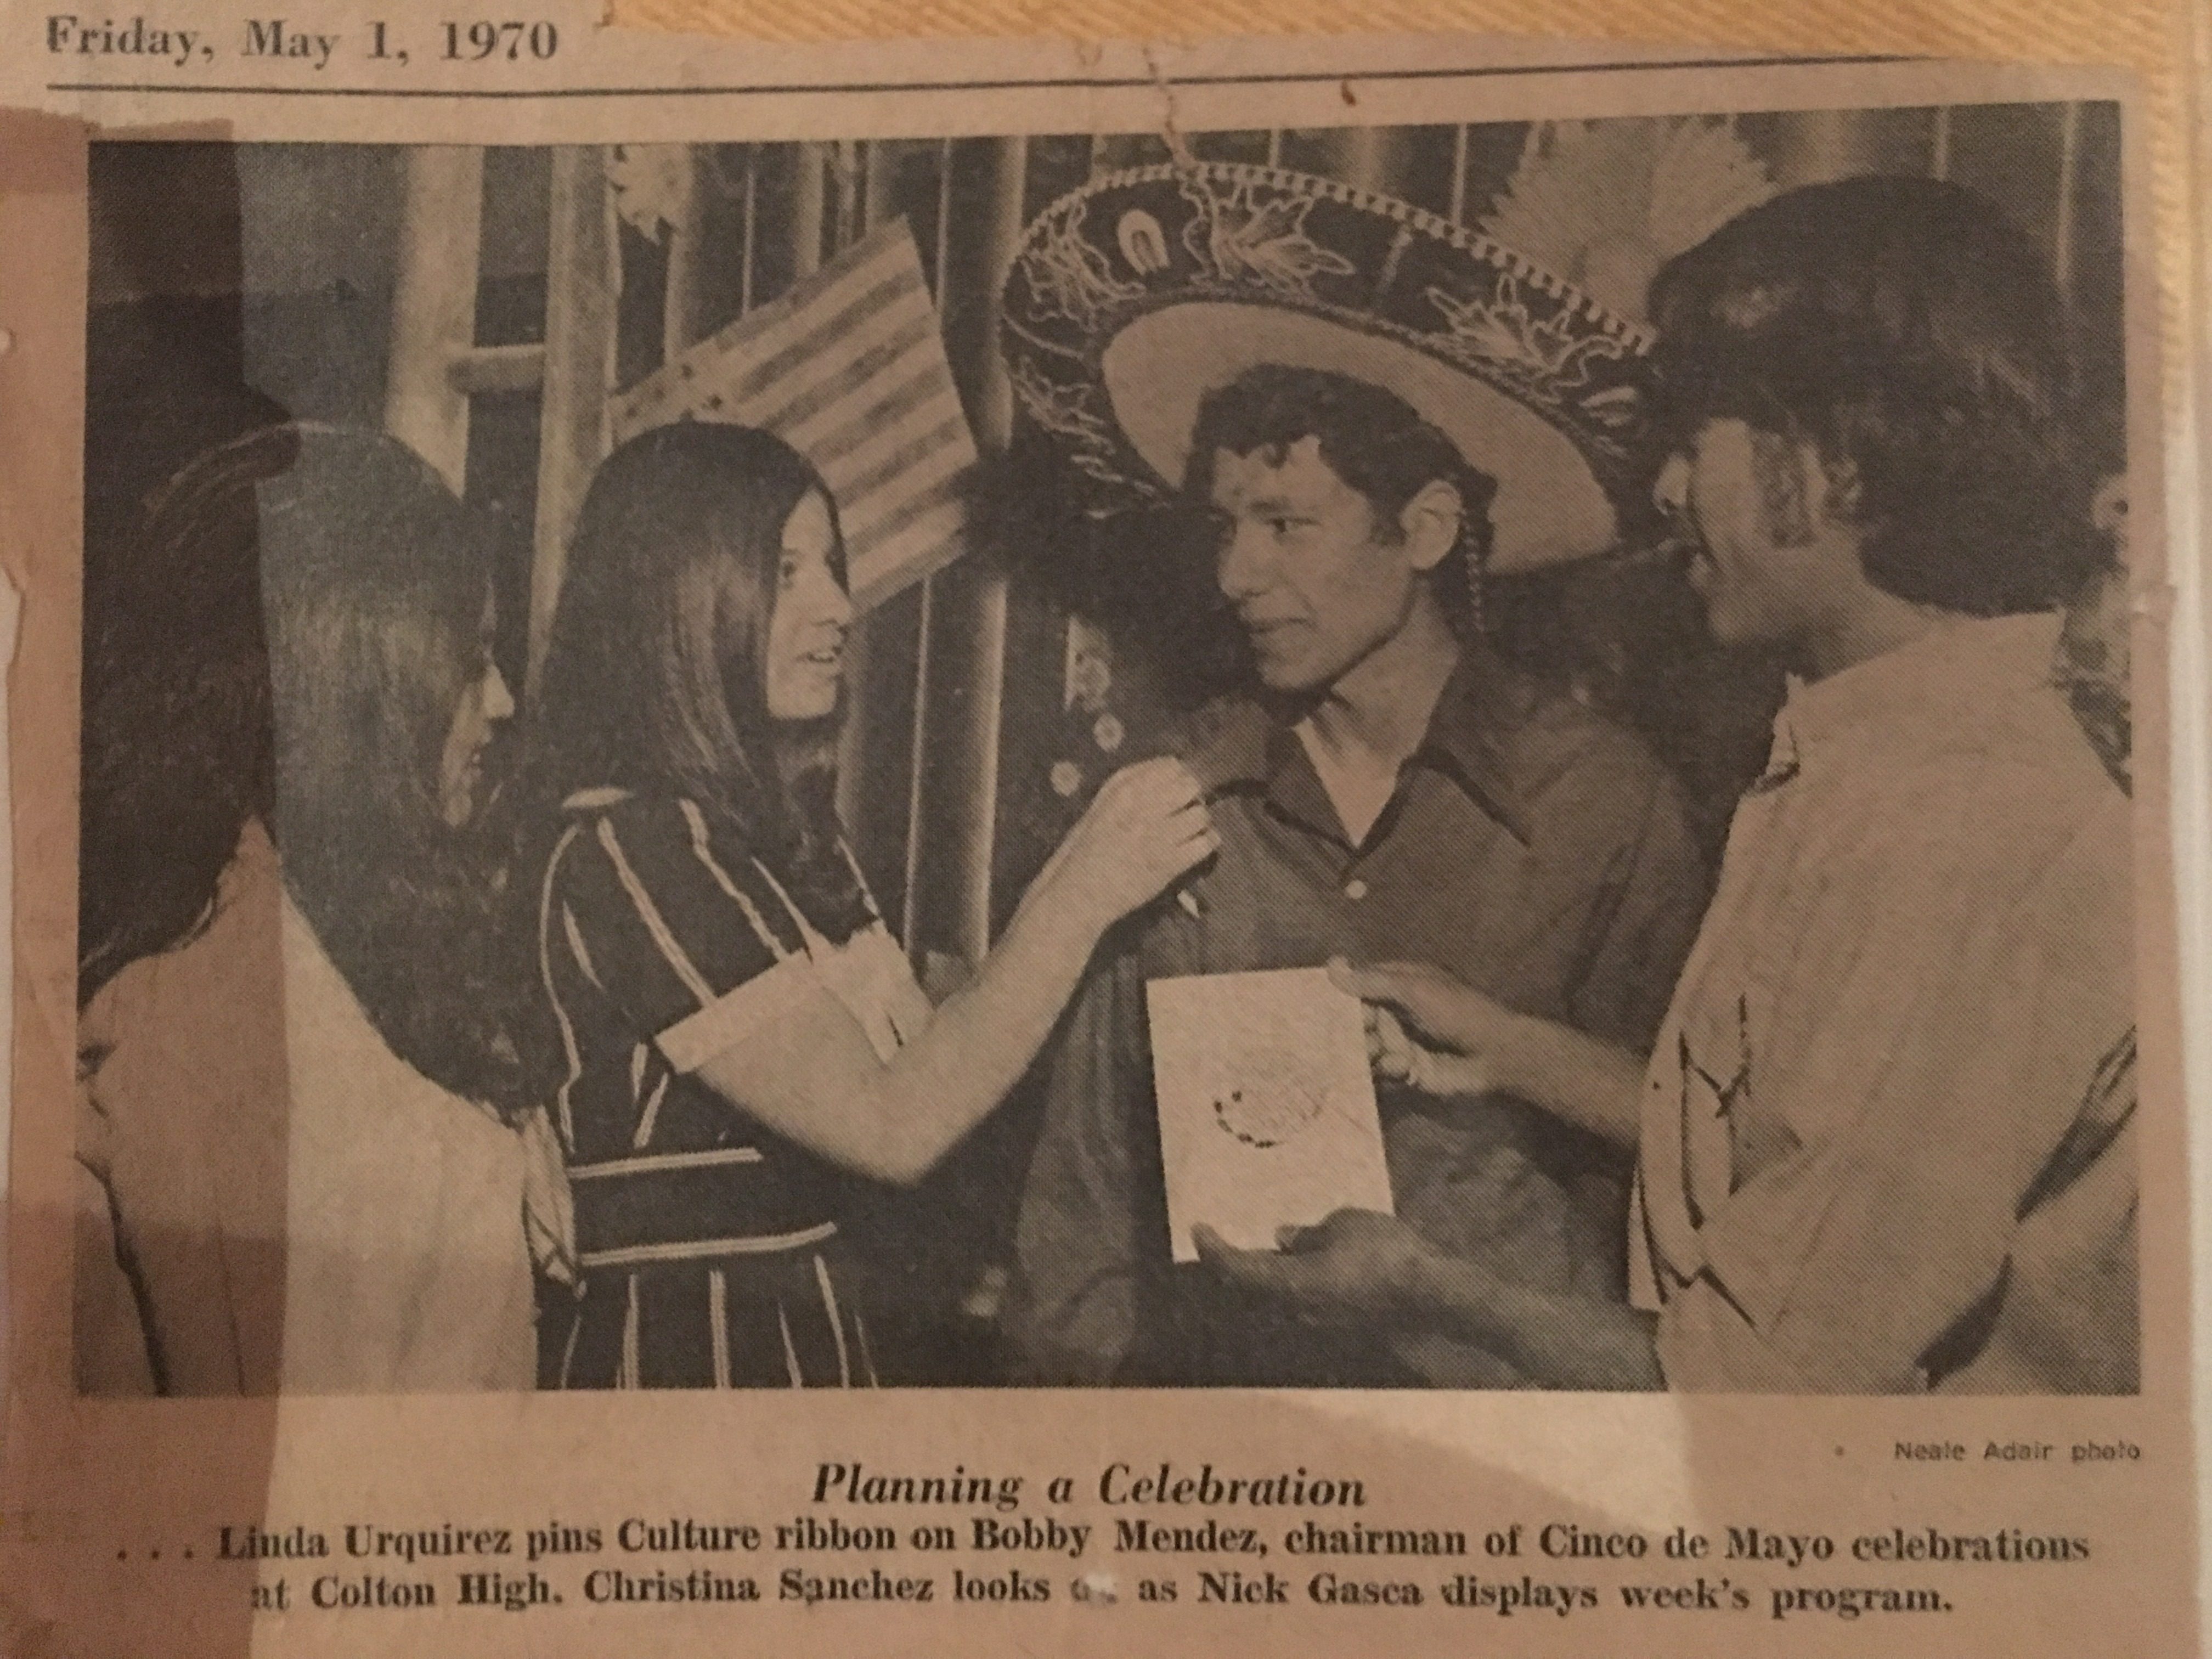 Friday, May 1, 1970
Neale Adair photo
Planning a Celebration
. . . Linda Urquirez pins Culture ribbon on Bobby Mendez, chairman of Cinco de Mayo celebrations
at Colton High. Christina Sanchez looks as Nick Gasca displays week's program.